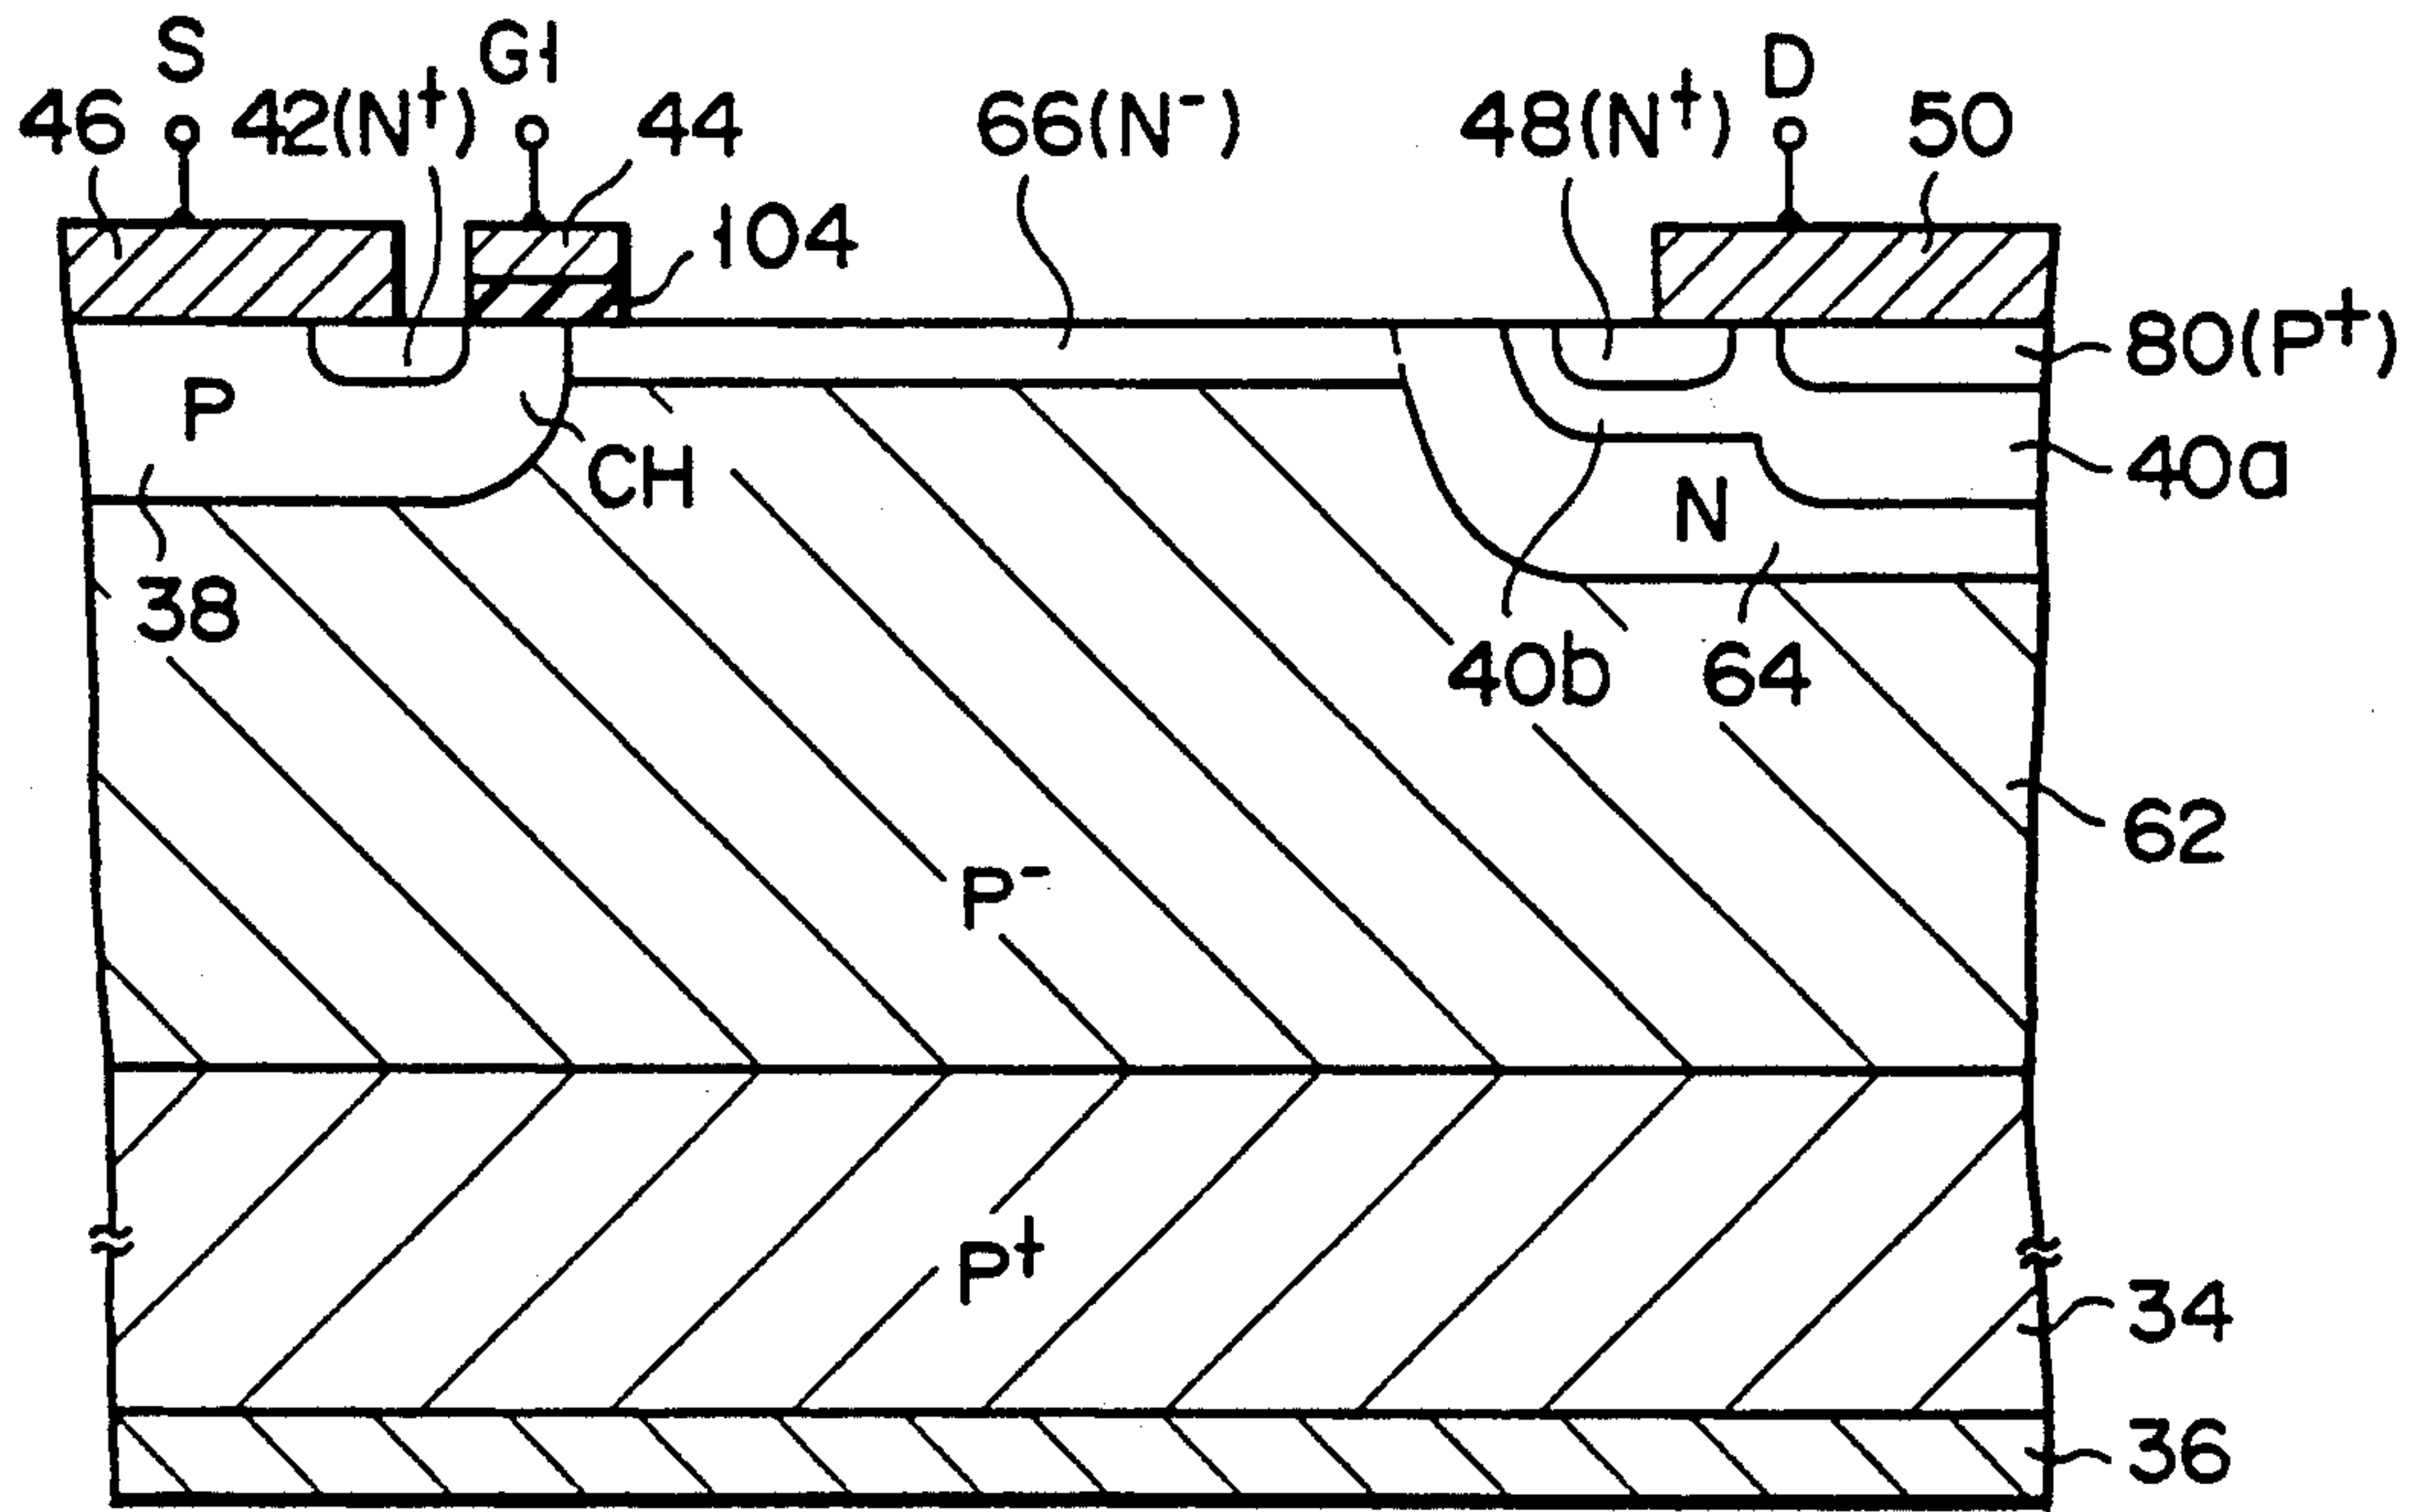 S G1 D
46 42(N+) 44 66(N-) 48(N+) 50
104
80(P+)
P
CH
40a
N
38
40b 64
62
P-
P+
34
36